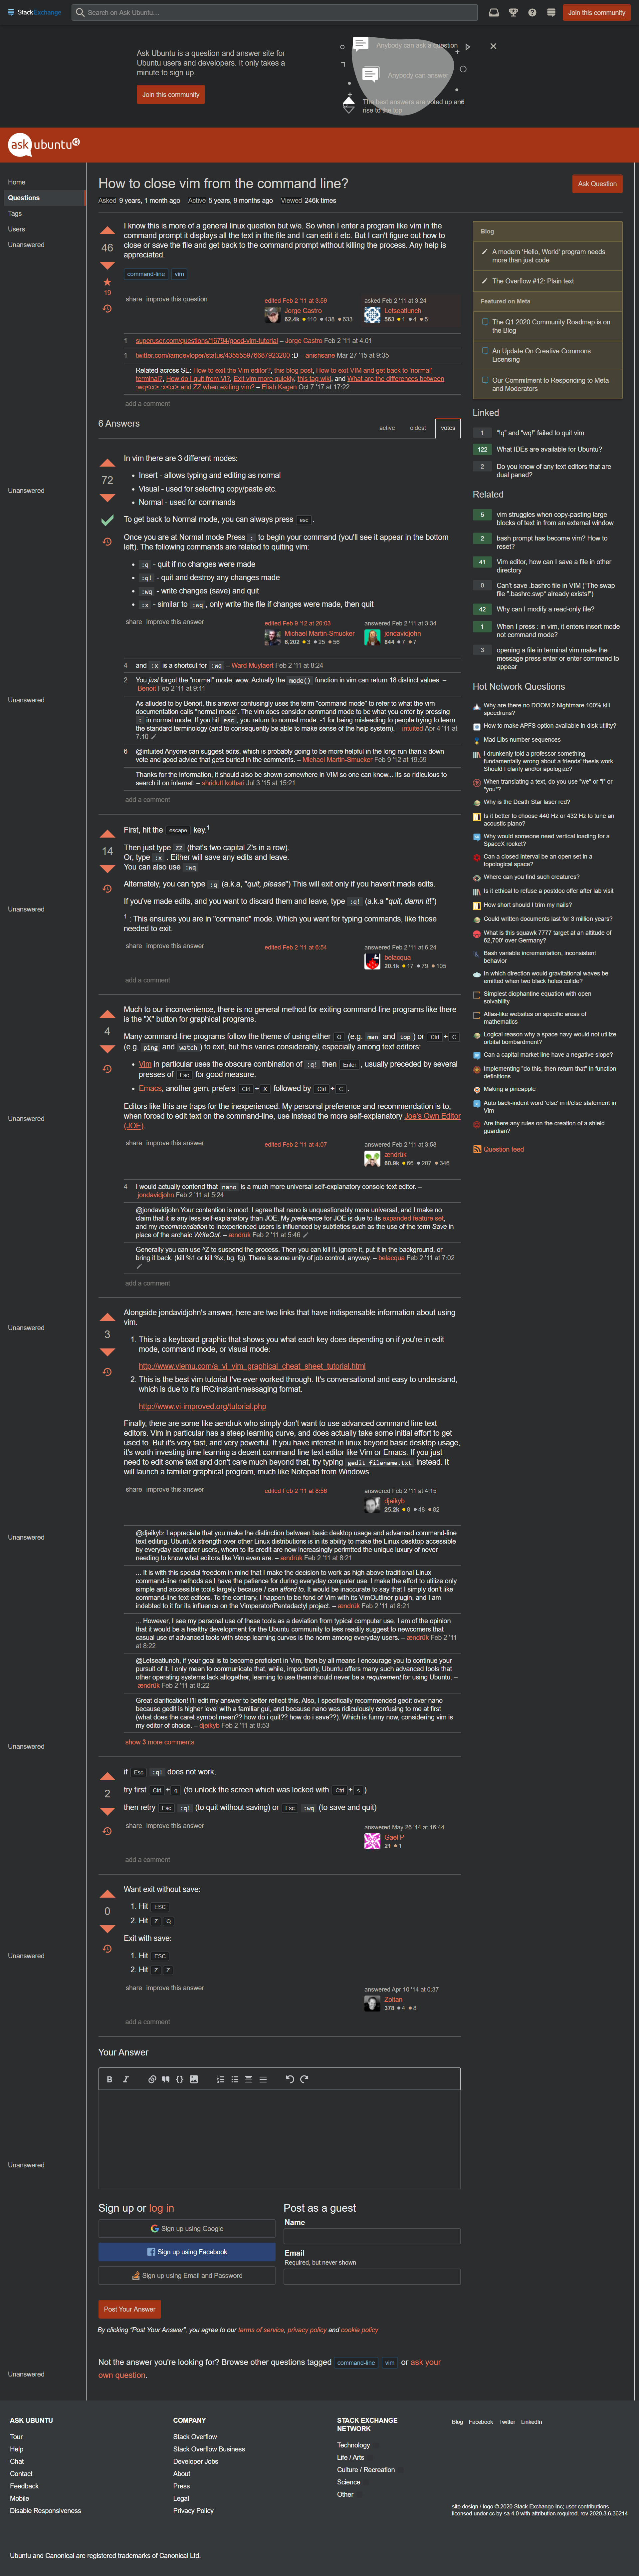 StackExchange
Search on Ask Ubuntu…
Join this community
Ask Ubuntu is a question and answer site for
Ubuntu users and developers. It only takes a
minute to sign up.
Join this community
Anybody can ask a question
Anybody can answer
The best answers are voted up and
rise to the top
ask ubuntu
Home
Questions
Tags
Users
Unanswered
How to close vim from the command line?
Ask Question
Asked 9 years, 1 month ago Active 5 years, 9 months ago Viewed 246k times
46
19
I know this is more of a general linux question but w/e. So when I enter a program like vim in the
command prompt it displays all the text in the file and I can edit it etc. But I can't figure out how to
close or save the file and get back to the command prompt without killing the process. Any help is
appreciated.
command-line vim
share improve this question
edited Feb 2 '11 at 3:59
Jorge Castro
62.4k 110 438 633
asked Feb 2 '11 at 3:24
Letseatlunch
563 1 4 5
1 superuser.com/questions/16794/good-vim-tutorial – Jorge Castro Feb 2 '11 at 4:01
1 twitter.com/iamdeveloper/status/435555976687923200 :D – anishsane Mar 27 '15 at 9:35
Related across SE: How to exit the Vim editor?, this blog post, How to exit VIM and get back to 'normal'
terminal?, How do I quit from Vi?, Exit vim more quickly, this tag wiki, and What are the differences between
:wq<cr> :x<cr> and ZZ when exiting vim? – Eliah Kagan Oct 7 '17 at 17:22
add a comment
6 Answers
active oldest votes
72
In vim there are 3 different modes:
• Insert - allows typing and editing as normal
• Visual - used for selecting copy/paste etc.
• Normal - used for commands
To get back to Normal mode, you can always press esc .
Once you are at Normal mode Press : to begin your command (you'll see it appear in the bottom
left). The following commands are related to quiting vim:
• :q - quit if no changes were made
• :q! - quit and destroy any changes made
• :wq - write changes (save) and quit
• :x - similar to :wq , only write the file if changes were made, then quit
share improve this answer
edited Feb 9 '12 at 20:03
Michael Martin-Smucker
6,202 3 25 56
answered Feb 2 '11 at 3:34
jondavidjohn
844 7 7
4 and :x is a shortcut for :wq – Ward Muylaert Feb 2 '11 at 8:24
2 You just forgot the "normal" mode. wow. Actually the mode() function in vim can return 18 distinct values. –
Benoit Feb 2 '11 at 9:11
As alluded to by Benoit, this answer confusingly uses the term "command mode" to refer to what the Vim
documentation calls "normal mode". The vim docs consider command mode to be what you enter by pressing
: in normal mode. If you hit esc , you return to normal mode. -1 for being misleading to people trying to learn
the standard terminology (and to consequently be able to make sense of the help system). – intuited Apr 4 '11 at
7:10
6 @intuited Anyone can suggest edits, which is probably going to be more helpful in the long run than a down
vote and good advice that gets buried in the comments. – Michael Martin-Smucker Feb 9 '12 at 19:59
Thanks for the information, it should also be shown somewhere in VIM so one can know... its so ridiculous to
search it on internet. – shridutt kothari Jul 3 '15 at 15:21
add a comment
14
First, hit the escape key.1
Then just type ZZ (that's two capital Z's in a row).
Or, type :x . Either will save any edits and leave.
You can also use :wq
Alternately, you can type :q (a.k.a, "quit, please") This will exit only if you haven't made edits.
If you've made edits, and you want to discard them and leave, type :q! (a.k.a "quit, damn it!")
1 : This ensures you are in "command" mode. Which you want for typing commands, like those
needed to exit.
share improve this answer
edited Feb 2 '11 at 6:54
answered Feb 2 '11 at 6:24
belacqua
20.1k 17 79 105
add a comment
4
Much to our inconvenience, there is no general method for exiting command-line programs like there
is the "X" button for graphical programs.
Many command-line programs follow the theme of using either Q (e.g. man and top ) or Ctrl + C
(e.g. ping and watch ) to exit, but this varies considerably, especially among text editors:
• Vim in particular uses the obscure combination of :q! then Enter , usually preceded by several
presses of Esc for good measure.
• Emacs, another gem, prefers Ctrl + X followed by Ctrl + C .
Editors like this are traps for the inexperienced. My personal preference and recommendation is to,
when forced to edit text on the command-line, use instead the more self-explanatory Joe's Own Editor
(JOE).
share improve this answer
edited Feb 2 '11 at 4:07
answered Feb 2 '11 at 3:58
ændrük
60.9k 66 207 346
4 I would actually contend that nano is a much more universal self-explanatory console text editor. –
jondavidjohn Feb 2 '11 at 5:24
@jondavidjohn Your contention is moot. I agree that nano is unquestionably more universal, and I make no
claim that it is any less self-explanatory than JOE. My preference for JOE is due to its expanded feature set,
and my recommendation to inexperienced users is influenced by subtleties such as the use of the term Save in
place of the archaic WriteOut. – ændrük Feb 2 '11 at 5:46
Generally you can use ^Z to suspend the process. Then you can kill it, ignore it, put it in the background, or
bring it back. (kill %1 or kill %x, bg, fg). There is some unity of job control, anyway. – belacqua Feb 2 '11 at 7:02
add a comment
3
Alongside jondavidjohn's answer, here are two links that have indispensable information about using
vim.
1. This is a keyboard graphic that shows you what each key does depending on if you're in edit
mode, command mode, or visual mode:
http://www.viemu.com/a_vi_vim_graphical_cheat_sheet_tutorial.html
2. This is the best vim tutorial I've ever worked through. It's conversational and easy to understand,
which is due to it's IRC/instant-messaging format.
http://www.vi-improved.org/tutorial.php
Finally, there are some like aendruk who simply don't want to use advanced command line text
editors. Vim in particular has a steep learning curve, and does actually take some initial effort to get
used to. But it's very fast, and very powerful. If you have interest in linux beyond basic desktop usage,
it's worth investing time learning a decent command line text editor like Vim or Emacs. If you just
need to edit some text and don't care much beyond that, try typing gedit filename.txt instead. It
will launch a familiar graphical program, much like Notepad from Windows.
share improve this answer
edited Feb 2 '11 at 8:56
answered Feb 2 '11 at 4:15
djeikyb
25.2k 8 48 82
@djeikyb: I appreciate that you make the distinction between basic desktop usage and advanced command-line
text editing. Ubuntu's strength over other Linux distributions is in its ability to make the Linux desktop accessible
by everyday computer users, whom to its credit are now increasingly permitted the unique luxury of never
needing to know what editors like Vim even are. – ændrük Feb 2 '11 at 8:21
... It is with this special freedom in mind that I make the decision to work as high above traditional Linux
command-line methods as I have the patience for during everyday computer use. I make the effort to utilize only
simple and accessible tools largely because I can afford to. It would be inaccurate to say that I simply don't like
command-line text editors. To the contrary, I happen to be fond of Vim with its VimOutliner plugin, and I am
indebted to it for its influence on the Vimperator/Pentadactyl project. – ændrük Feb 2 '11 at 8:21
... However, I see my personal use of these tools as a deviation from typical computer use. I am of the opinion
that it would be a healthy development for the Ubuntu community to less readily suggest to newcomers that
casual use of advanced tools with steep learning curves is the norm among everyday users. – ændrük Feb 2 '11
at 8:22
@Letseatlunch, if your goal is to become proficient in Vim, then by all means I encourage you to continue your
pursuit of it. I only mean to communicate that, while, importantly, Ubuntu offers many such advanced tools that
other operating systems lack altogether, learning to use them should never be a requirement for using Ubuntu. –
ændrük Feb 2 '11 at 8:22
Great clarification! I'll edit my answer to better reflect this. Also, I specifically recommended gedit over nano
because gedit is higher level with a familiar gui, and because nano was ridiculously confusing to me at first
(what does the caret symbol mean?? how do i quit?? how do i save??). Which is funny now, considering vim is
my editor of choice. – djeikyb Feb 2 '11 at 8:53
show 3 more comments
2
if Esc :q! does not work,
try first Ctrl + q (to unlock the screen which was locked with Ctrl + s )
then retry Esc :q! (to quit without saving) or Esc :wq (to save and quit)
share improve this answer
answered May 26 '14 at 16:44
Gael P
21 1
add a comment
0
Want exit without save:
1. Hit ESC
2. Hit Z Q
Exit with save:
1. Hit ESC
2. Hit Z Z
share improve this answer
answered Apr 10 '14 at 0:37
Zoltan
378 4 8
add a comment
Your Answer
B I
Sign up or log in
Sign up using Google
Sign up using Facebook
Sign up using Email and Password
Post as a guest
Name
Email
Required, but never shown
Post Your Answer
By clicking "Post Your Answer", you agree to our terms of service, privacy policy and cookie policy
Not the answer you're looking for? Browse other questions tagged command-line vim or ask your
own question.
Blog
A modern 'Hello, World' program needs
more than just code
The Overflow #12: Plain text
Featured on Meta
The Q1 2020 Community Roadmap is on
the Blog
An Update On Creative Commons
Licensing
Our Commitment to Responding to Meta
and Moderators
Linked
1 "!q" and "wq!" failed to quit vim
122 What IDEs are available for Ubuntu?
2 Do you know of any text editors that are
dual paned?
Related
5 vim struggles when copy-pasting large
blocks of text in from an external window
2 bash prompt has become vim? How to
reset?
41 Vim editor, how can I save a file in other
directory
0 Can't save .bashrc file in VIM ("The swap
file ".bashrc.swp" already exists!")
42 Why can I modify a read-only file?
1 When I press : in vim, it enters insert mode
not command mode?
3 opening a file in terminal vim make the
message press enter or enter command to
appear
Hot Network Questions
Why are there no DOOM 2 Nightmare 100% kill
speedruns?
How to make APFS option available in disk utility?
Mad Libs number sequences
I drunkenly told a professor something
fundamentally wrong about a friends' thesis work.
Should I clarify and/or apologize?
When translating a text, do you use "we" or "I" or
"you"?
Why is the Death Star laser red?
Is it better to choose 440 Hz or 432 Hz to tune an
acoustic piano?
Why would someone need vertical loading for a
SpaceX rocket?
Can a closed interval be an open set in a
topological space?
Where can you find such creatures?
Is it ethical to refuse a postdoc offer after lab visit
How short should I trim my nails?
Could written documents last for 3 million years?
What is this squawk 7777 target at an altitude of
62,700' over Germany?
Bash variable incrementation, inconsistent
behavior
In which direction would gravitational waves be
emitted when two black holes collide?
Simplest diophantine equation with open
solvability
Atlas-like websites on specific areas of
mathematics
Logical reason why a space navy would not utilize
orbital bombardment?
Can a capital market line have a negative slope?
Implementing "do this, then return that" in function
definitions
Making a pineapple
Auto back-indent word 'else' in if/else statement in
Vim
Are there any rules on the creation of a shield
guardian?
Question feed
Unanswered
Unanswered
Unanswered
Unanswered
Unanswered
Unanswered
Unanswered
Unanswered
Unanswered
Unanswered
ASK UBUNTU
Tour
Help
Chat
Contact
Feedback
Mobile
Disable Responsiveness
COMPANY
Stack Overflow
Stack Overflow Business
Developer Jobs
About
Press
Legal
Privacy Policy
STACK EXCHANGE
NETWORK
Technology
Life / Arts
Culture / Recreation
Science
Other
Blog Facebook Twitter LinkedIn
site design / logo © 2020 Stack Exchange Inc; user contributions
licensed under cc by-sa 4.0 with attribution required. rev 2020.3.6.36214
Ubuntu and Canonical are registered trademarks of Canonical Ltd.